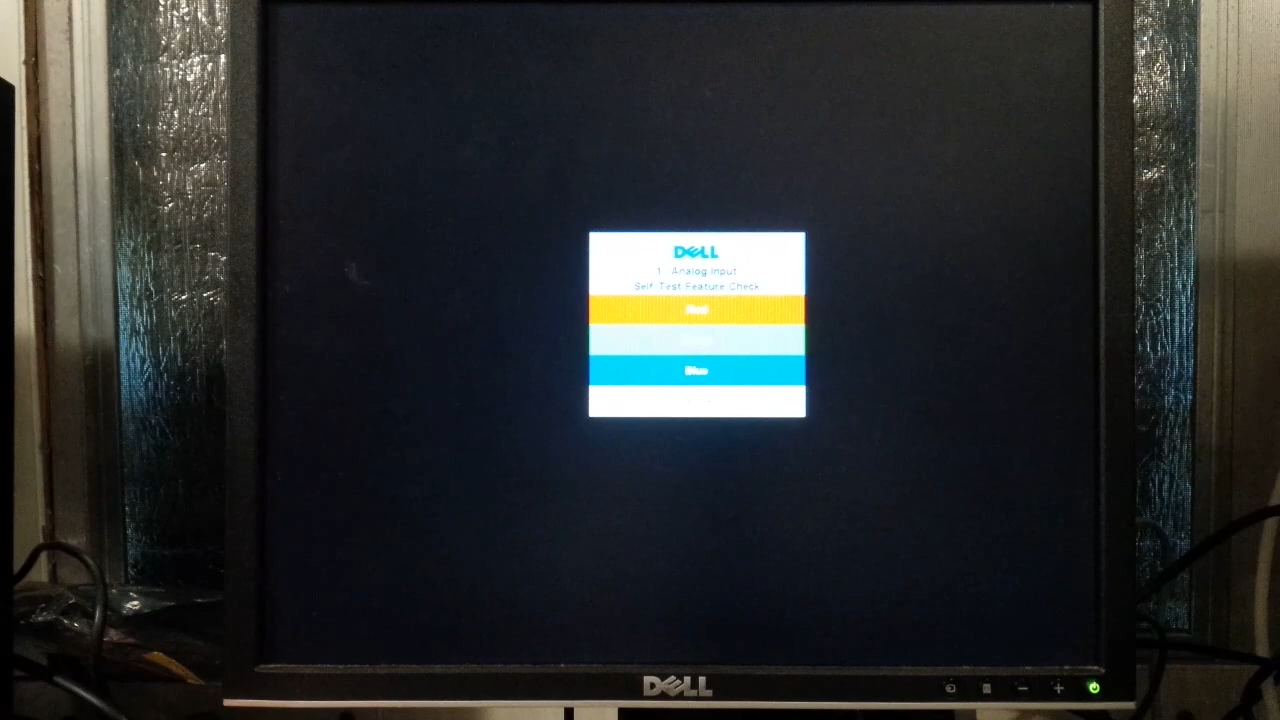 DELL
1: Analog Input
Self-Test Feature Check
Red
Blue
DELL